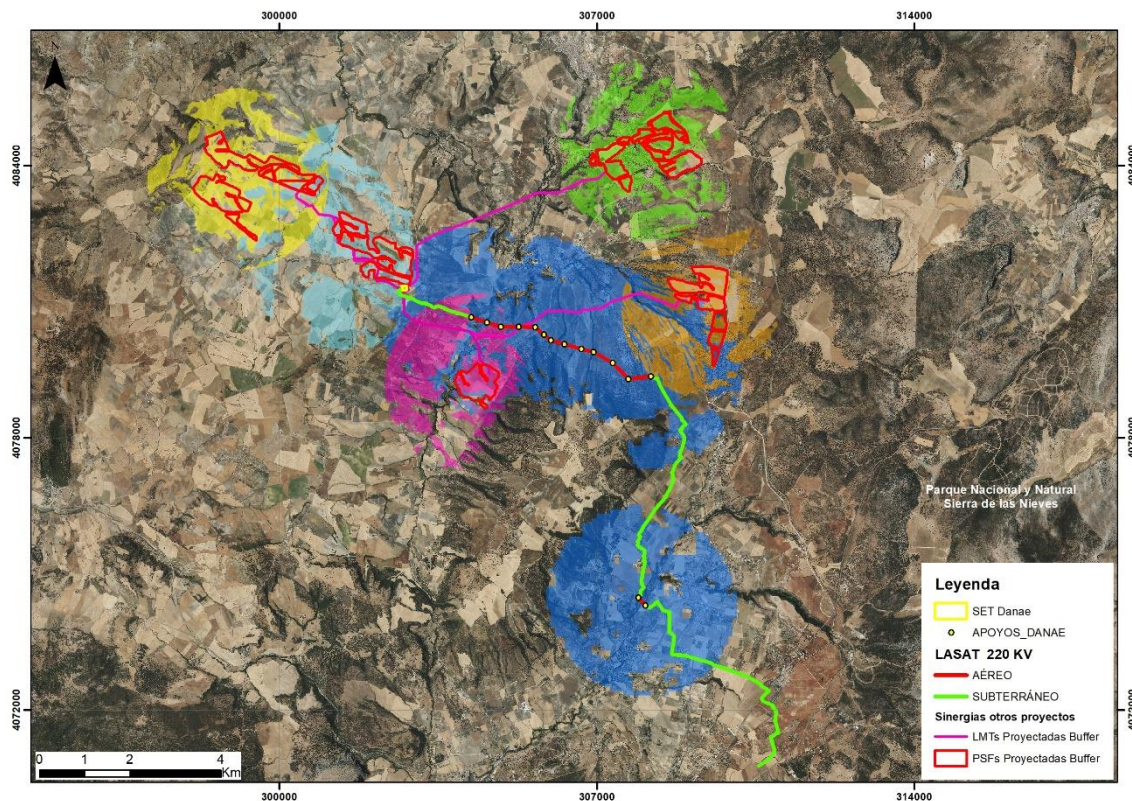 300000 307000 314000
N
4084000 4084000
4078000 4078000
Parque Nacional y Natural
Sierra de las Nieves
Leyenda
SET Danae
APOYOS_DANAE
LASAT 220 KV
AÉREO
SUBTERRÁNEO
Sinergias otros proyectos
LMTs Proyectadas Buffer
PSFs Proyectadas Buffer
4072000 4072000
0 1 2 4
Km
300000 307000 314000